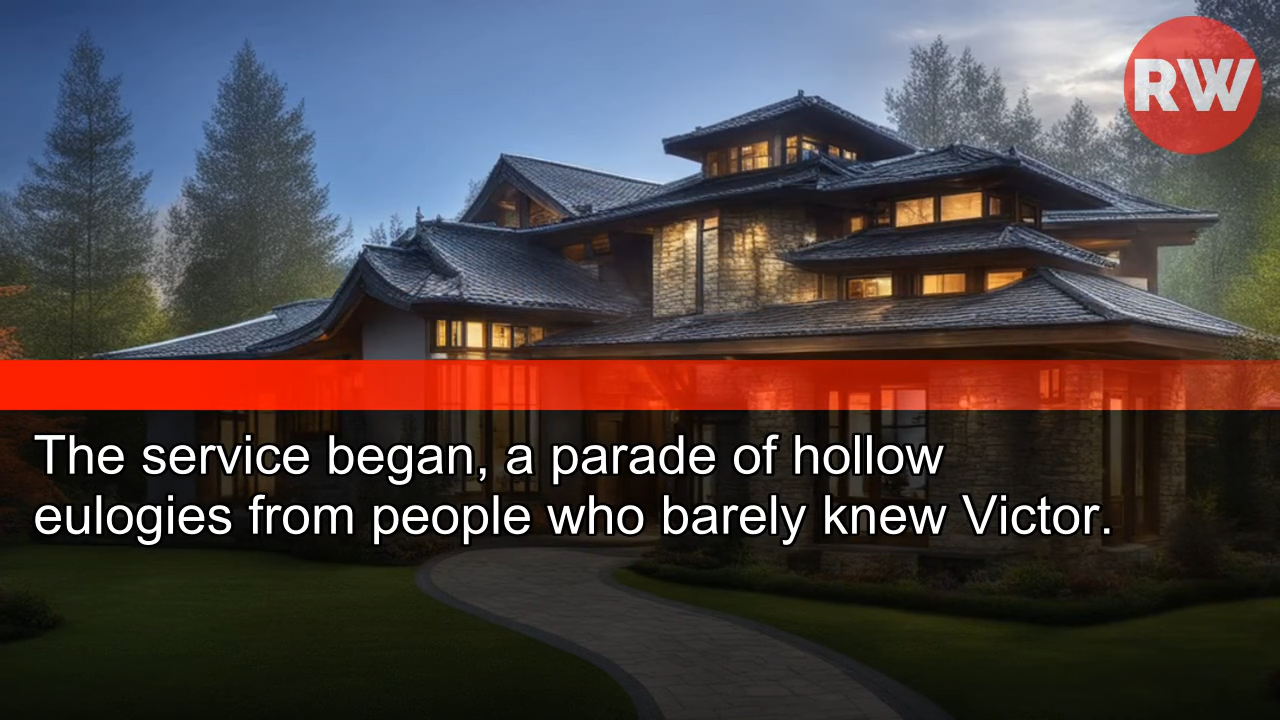 RW
The service began, a parade of hollow
eulogies from people who barely knew Victor.